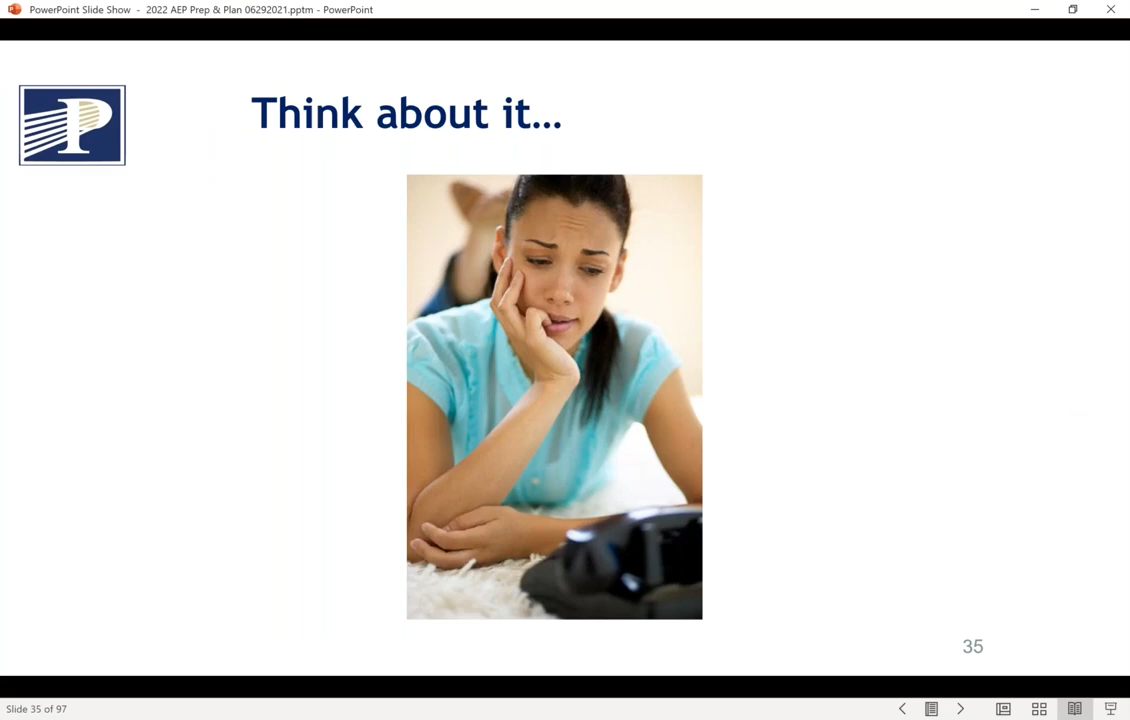 PowerPoint Slide Show - 2022 AEP Prep & Plan 06292021.pptm - PowerPoint
P
Think about it...
35
Slide 35 of 97